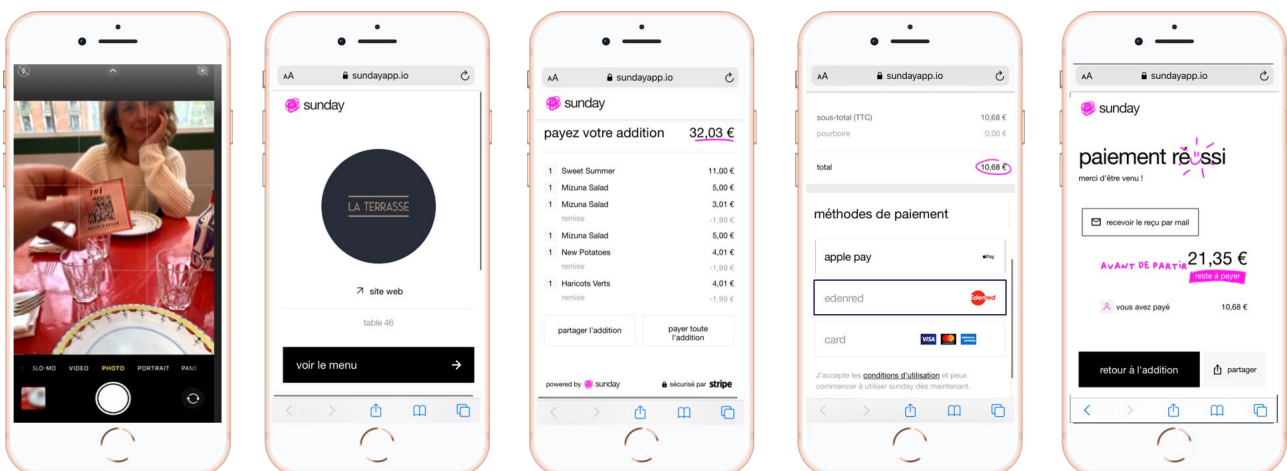 101
SLO-MO VIDEO PHOTO PORTRAIT PANO
AA sundayapp.io
sunday
LA TERRASSE
site web
table 46
voir le menu
AA sundayapp.io
sunday
payez votre addition 32,03 €
1 Sweet Summer 11,00 €
1 Mizuna Salad 5,00 €
1 Mizuna Salad 3,01 €
remise -1,99 €
1 Mizuna Salad 5,00 €
1 New Potatoes 4,01 €
remise -1,99 €
1 Haricots Verts 4,01 €
remise -1,99 €
partager l'addition
payer toute
l'addition
powered by sunday sécurisé par stripe
AA sundayapp.io
sous-total (TTC) 10,68 €
pourboire 0,00 €
total 10,68 €
méthodes de paiement
apple pay Pay
edenred Edenred
card VISA
J'accepte les conditions d'utilisation et peux
commencer à utiliser sunday dès maintenant.
AA sundayapp.io
sunday
paiement réussi
merci d'être venu !
recevoir le reçu par mail
AVANT DE PARTIR 21,35 €
reste à payer
vous avez payé 10,68 €
retour à l'addition partager